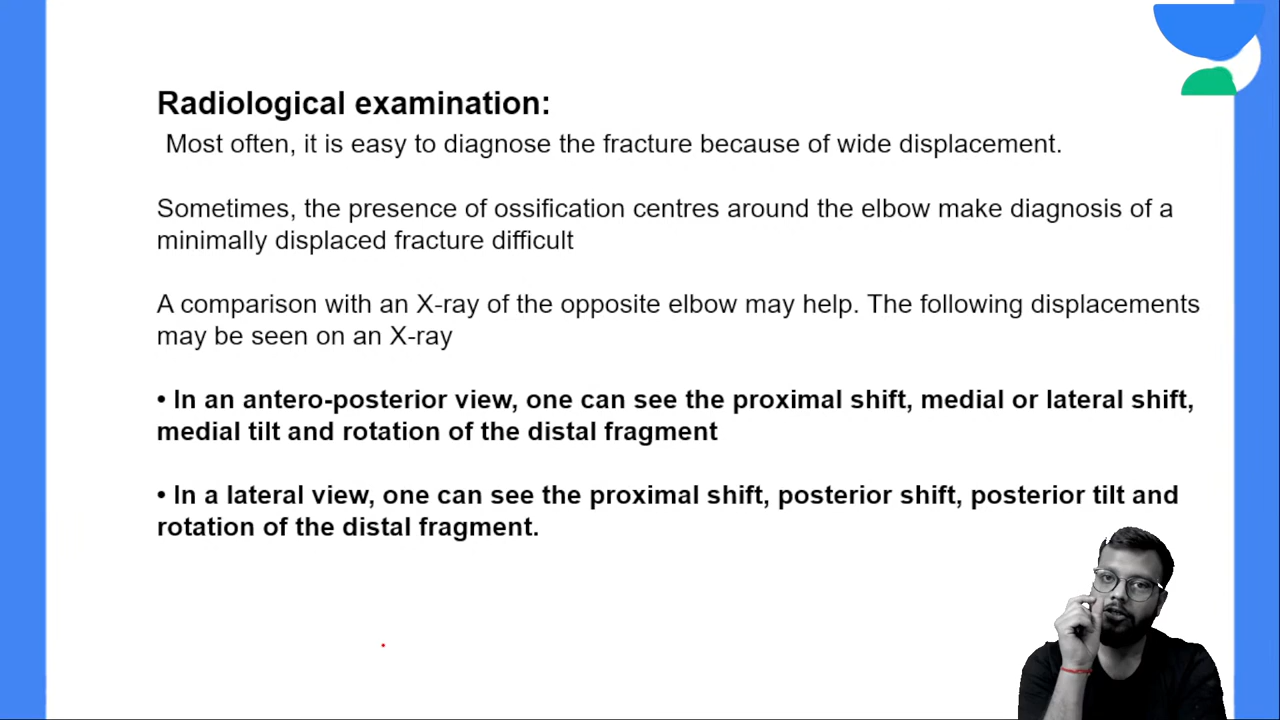 Radiological examination:
Most often, it is easy to diagnose the fracture because of wide displacement.
Sometimes, the presence of ossification centres around the elbow make diagnosis of a
minimally displaced fracture difficult
A comparison with an X-ray of the opposite elbow may help. The following displacements
may be seen on an X-ray
• In an antero-posterior view, one can see the proximal shift, medial or lateral shift,
medial tilt and rotation of the distal fragment
• In a lateral view, one can see the proximal shift, posterior shift, posterior tilt and
rotation of the distal fragment.